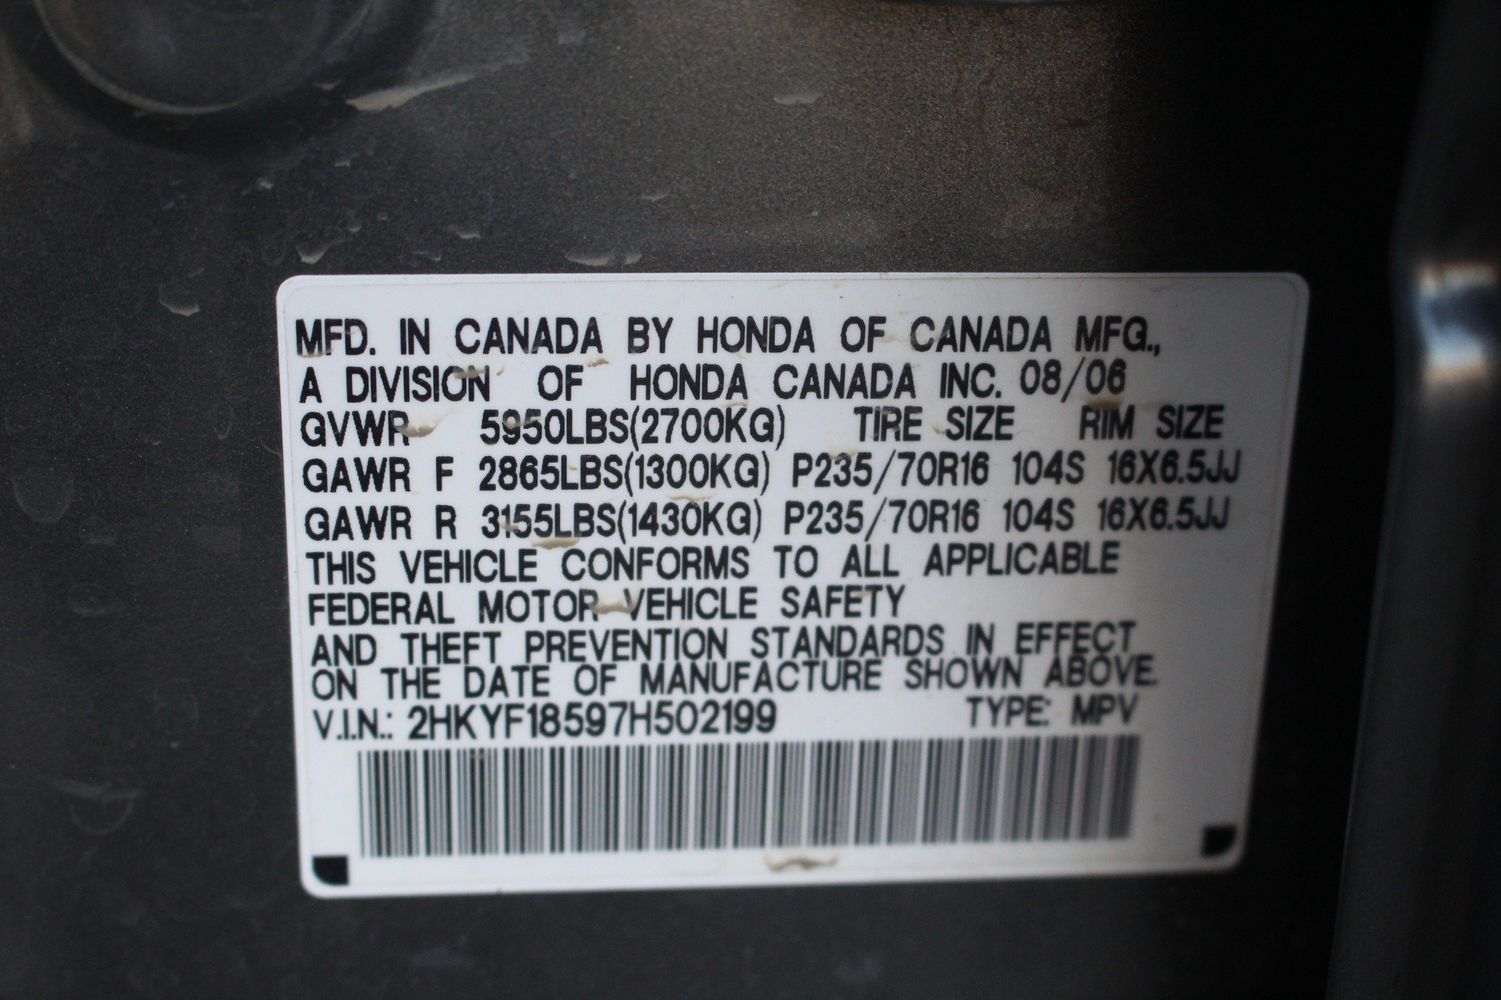 MFD. IN CANADA BY HONDA OF CANADA MFG.,
A DIVISION OF HONDA CANADA INC. 08/06
GVWR 5950LBS(2700KG) TIRE SIZE RIM SIZE
GAWR F 2865LBS(1300KG) P235/70R16 104S 16X6.5JJ
GAWR R 3155LBS(1430KG) P235/70R16 104S 16X6.5JJ
THIS VEHICLE CONFORMS TO ALL APPLICABLE
FEDERAL MOTOR VEHICLE SAFETY
AND THEFT PREVENTION STANDARDS IN EFFECT
ON THE DATE OF MANUFACTURE SHOWN ABOVE.
V.I.N.: 2HKYF18597H502199 TYPE: MPV